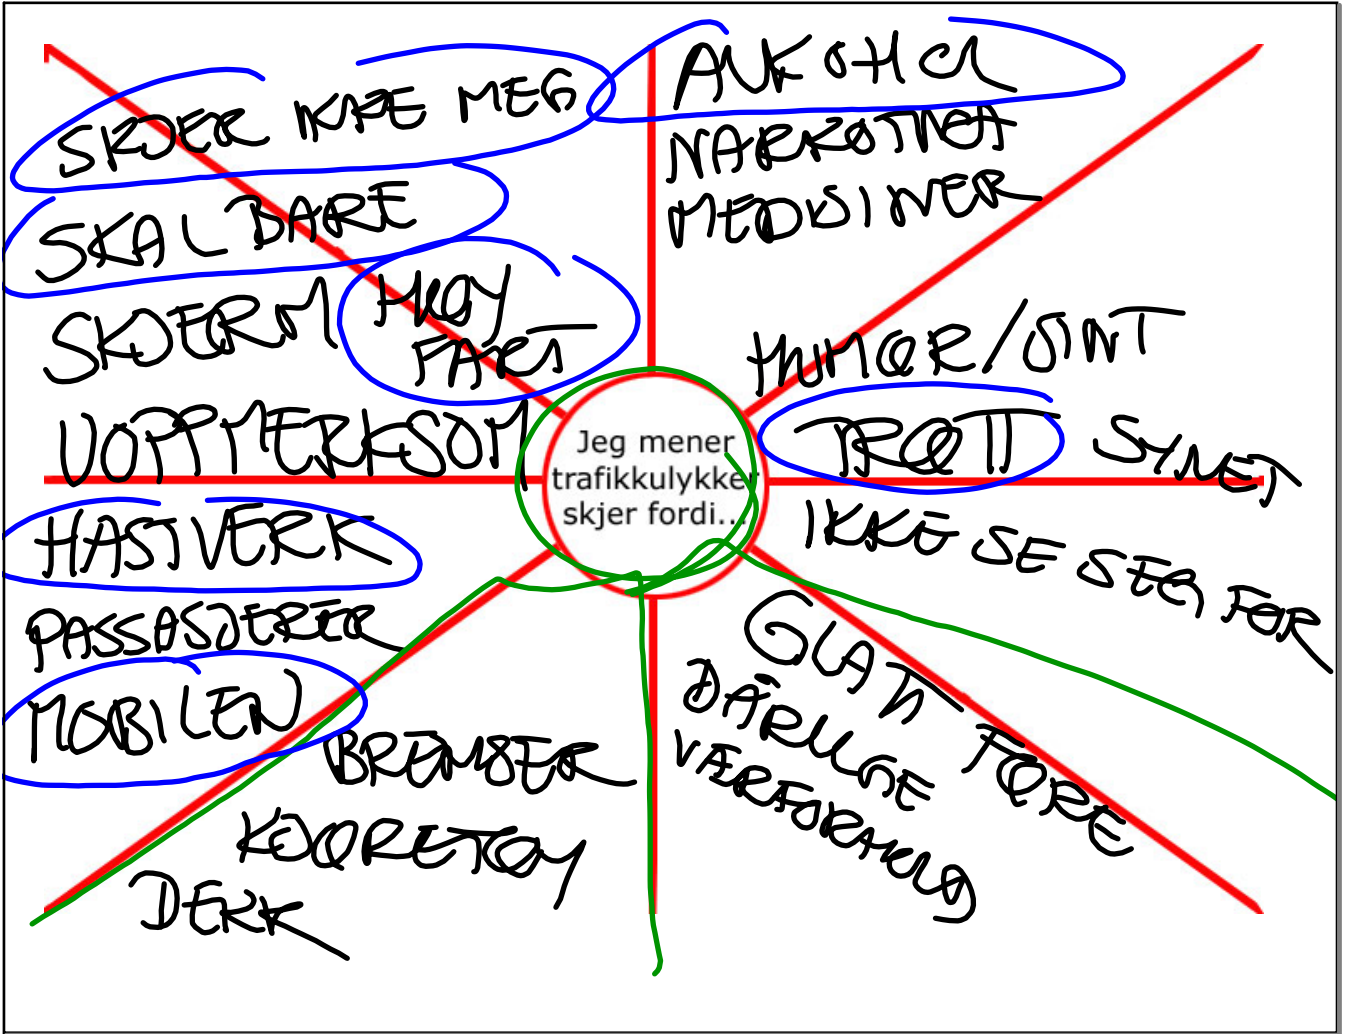 SKJER IKKE MEG
SKAL BARE
SKJERM
HØY
FART
UOPPMERKSOM
HASTVERK
PASSASJERER
MOBILEN
ALKOHOL
NARKOTIKA
MEDISINER
HUMØR/SINT
TRØTT
SYNET
IKKE SE SEG FOR
Jeg mener
trafikkulykker
skjer fordi...
GLATT FØRE
DÅRLIGE
VÆRFORHOLD
BREMSER
KJØRETØY
DEKK